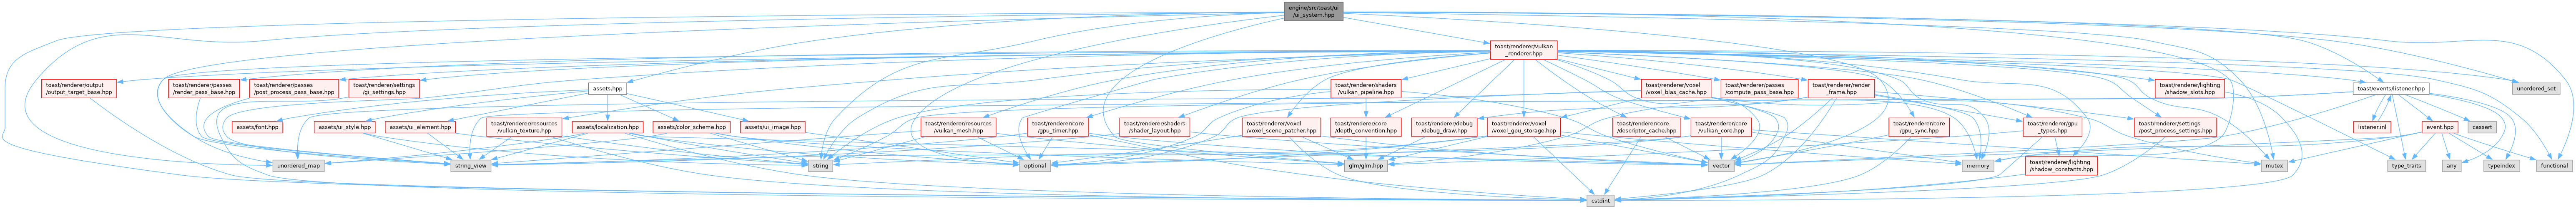 engine/src/toast/ui
/ui_system.hpp
toast/renderer/vulkan
_renderer.hpp
toast/renderer/output
/output_target_base.hpp
toast/renderer/passes
/render_pass_base.hpp
toast/renderer/passes
/post_process_pass_base.hpp
toast/renderer/settings
/gi_settings.hpp
assets.hpp
toast/renderer/shaders
/vulkan_pipeline.hpp
toast/renderer/voxel
/voxel_blas_cache.hpp
toast/renderer/passes
/compute_pass_base.hpp
toast/renderer/render
_frame.hpp
toast/renderer/lighting
/shadow_slots.hpp
toast/events/listener.hpp
unordered_set
assets/font.hpp
assets/ui_style.hpp
assets/ui_element.hpp
toast/renderer/resources
/vulkan_texture.hpp
assets/localization.hpp
assets/color_scheme.hpp
assets/ui_image.hpp
toast/renderer/resources
/vulkan_mesh.hpp
toast/renderer/core
/gpu_timer.hpp
toast/renderer/shaders
/shader_layout.hpp
toast/renderer/voxel
/voxel_scene_patcher.hpp
toast/renderer/core
/depth_convention.hpp
toast/renderer/debug
/debug_draw.hpp
toast/renderer/voxel
/voxel_gpu_storage.hpp
toast/renderer/core
/descriptor_cache.hpp
toast/renderer/core
/vulkan_core.hpp
toast/renderer/core
/gpu_sync.hpp
toast/renderer/gpu
_types.hpp
toast/renderer/settings
/post_process_settings.hpp
listener.inl
event.hpp
cassert
unordered_map
string_view
string
optional
glm/glm.hpp
vector
memory
toast/renderer/lighting
/shadow_constants.hpp
mutex
type_traits
any
typeindex
functional
cstdint